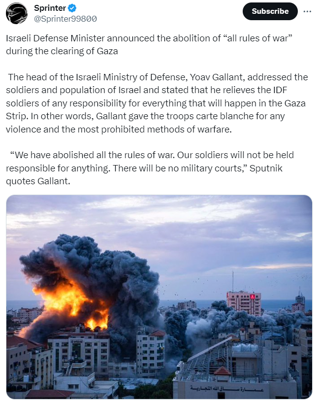 Sprinter
@Sprinter99800
Subscribe
Israeli Defense Minister announced the abolition of “all rules of war”
during the clearing of Gaza
The head of the Israeli Ministry of Defense, Yoav Gallant, addressed the
soldiers and population of Israel and stated that he relieves the IDF
soldiers of any responsibility for everything that will happen in the Gaza
Strip. In other words, Gallant gave the troops carte blanche for any
violence and the most prohibited methods of warfare.
“We have abolished all the rules of war. Our soldiers will not be held
responsible for anything. There will be no military courts,” Sputnik
quotes Gallant.